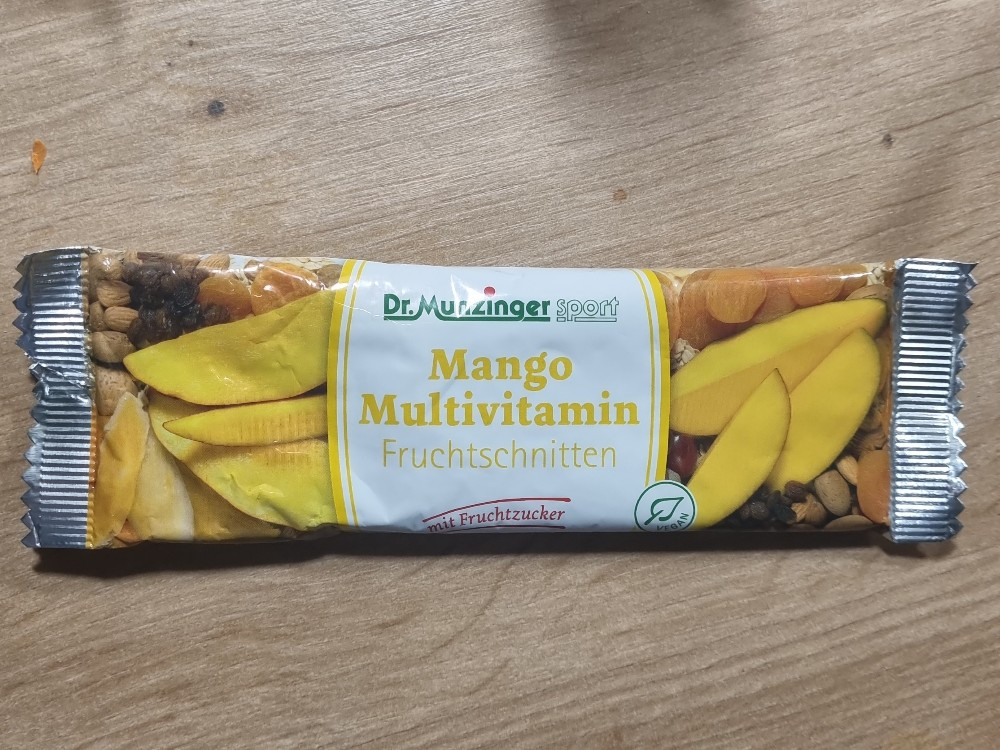 Dr. Munzinger sport
Mango
Multivitamin
Fruchtschnitten
mit Fruchtzucker
VEGAN